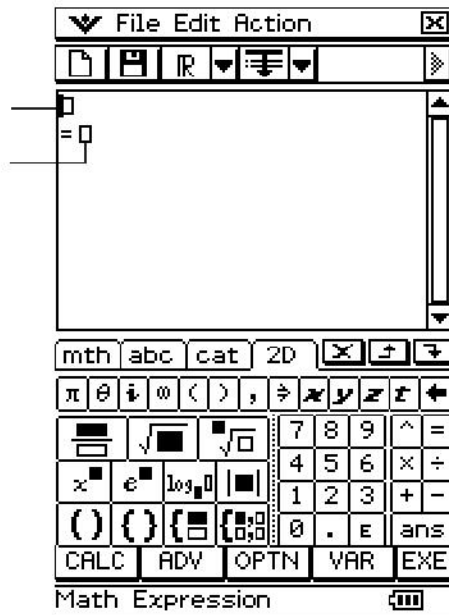 File Edit Action
ℝ
=
mth abc cat 2D
π θ i ∞ ( ) , ⇒ x y z t ←
√■ ■√□ 7 8 9 ^ =
x■ e■ log■□ |■| 4 5 6 × ÷
1 2 3 + −
() {} 0 . E ans
CALC ADV OPTN VAR EXE
Math Expression